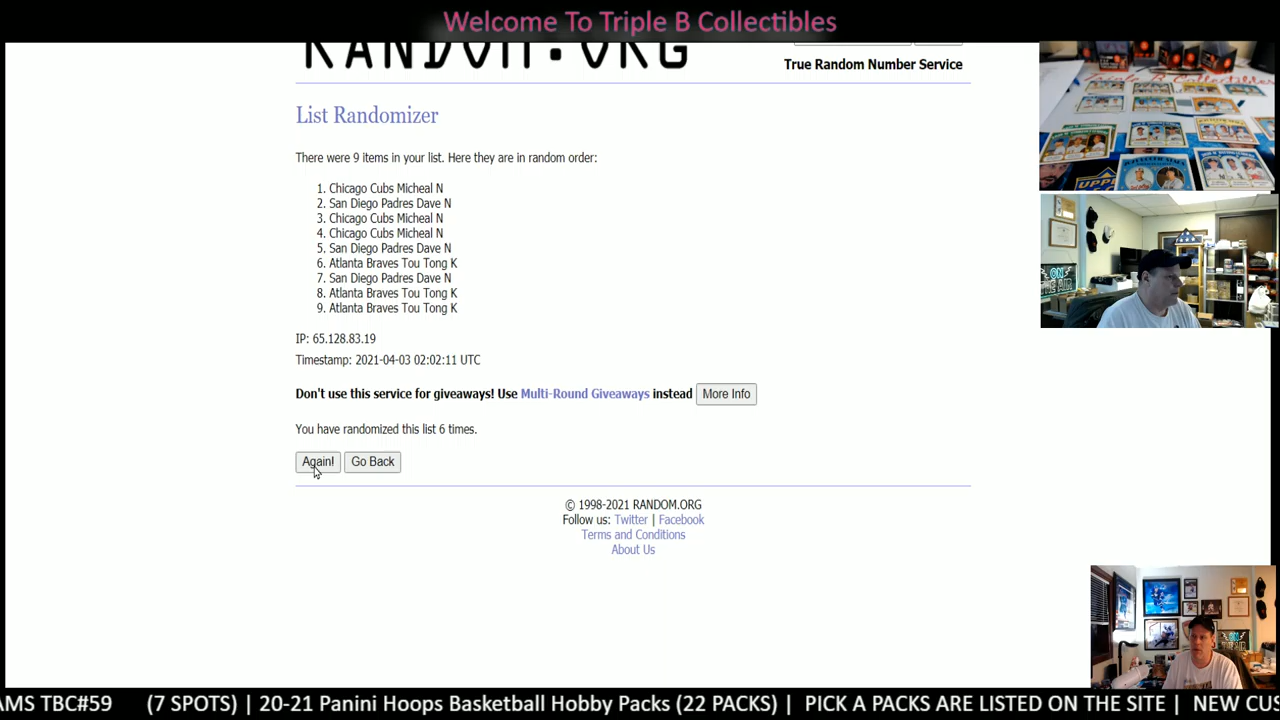 Welcome To Triple B Collectibles
RANDOM.ORG
True Random Number Service
List Randomizer
There were 9 items in your list. Here they are in random order:
1. Chicago Cubs Micheal N
2. San Diego Padres Dave N
3. Chicago Cubs Micheal N
4. Chicago Cubs Micheal N
5. San Diego Padres Dave N
6. Atlanta Braves Tou Tong K
7. San Diego Padres Dave N
8. Atlanta Braves Tou Tong K
9. Atlanta Braves Tou Tong K
IP: 65.128.83.19
Timestamp: 2021-04-03 02:02:11 UTC
Don't use this service for giveaways! Use Multi-Round Giveaways instead More Info
You have randomized this list 6 times.
Again! Go Back
© 1998-2021 RANDOM.ORG
Follow us: Twitter | Facebook
Terms and Conditions
About Us
Triple B Collectibles
UPP
ON THE AIR
AMS TBC#59 (7 SPOTS) | 20-21 Panini Hoops Basketball Hobby Packs (22 PACKS) | PICK A PACKS ARE LISTED ON THE SITE | NEW CUS